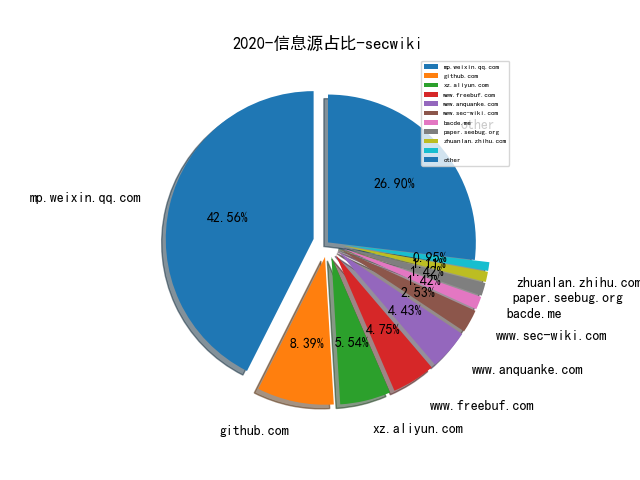 2020-信息源占比-secwiki
mp.weixin.qq.com
github.com
xz.aliyun.com
www.freebuf.com
www.anquanke.com
www.sec-wiki.com
bacde.me
paper.seebug.org
zhuanlan.zhihu.com
other
other
26.90%
42.56%
mp.weixin.qq.com
0.95%
1.11%
1.42%
1.42%
2.53%
4.43%
4.75%
5.54%
8.39%
zhuanlan.zhihu.com
paper.seebug.org
bacde.me
www.sec-wiki.com
www.anquanke.com
www.freebuf.com
xz.aliyun.com
github.com